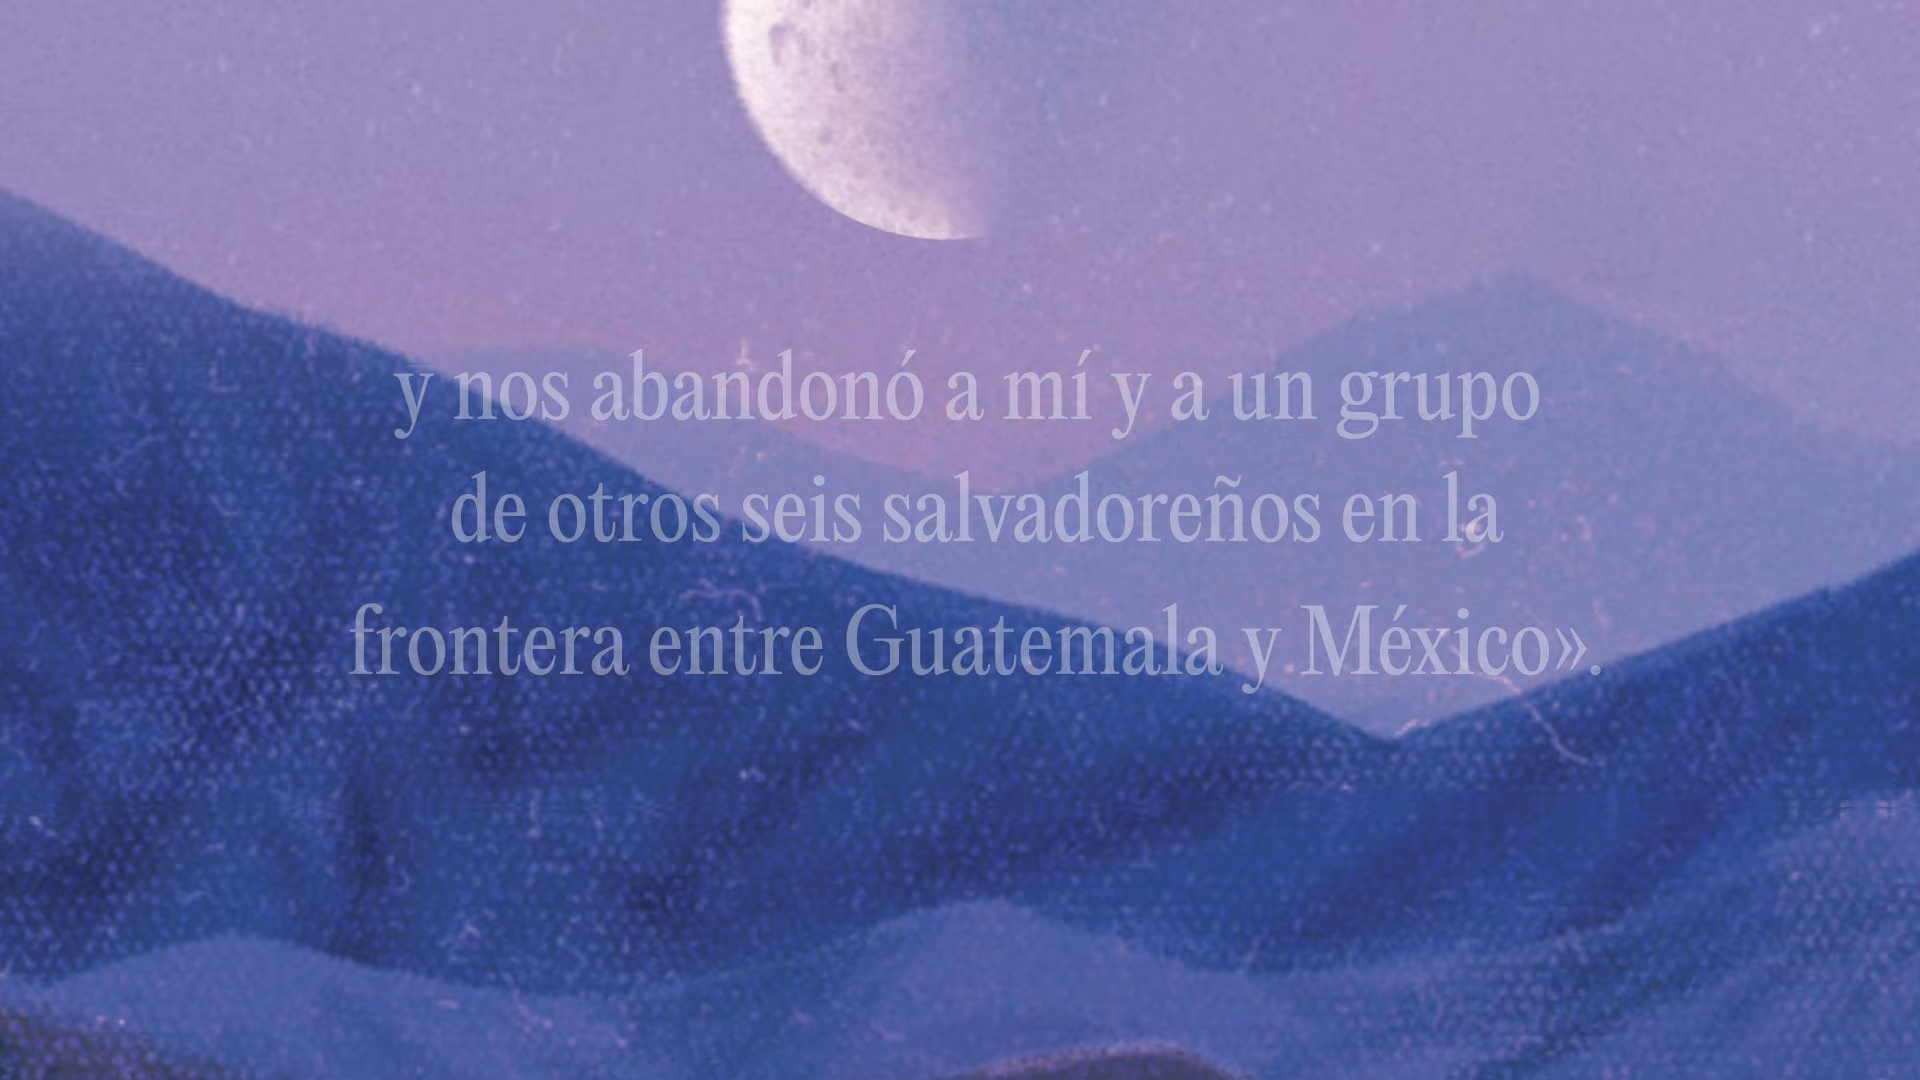 y nos abandonó a mí y a un grupo
de otros seis salvadoreños en la
frontera entre Guatemala y México».